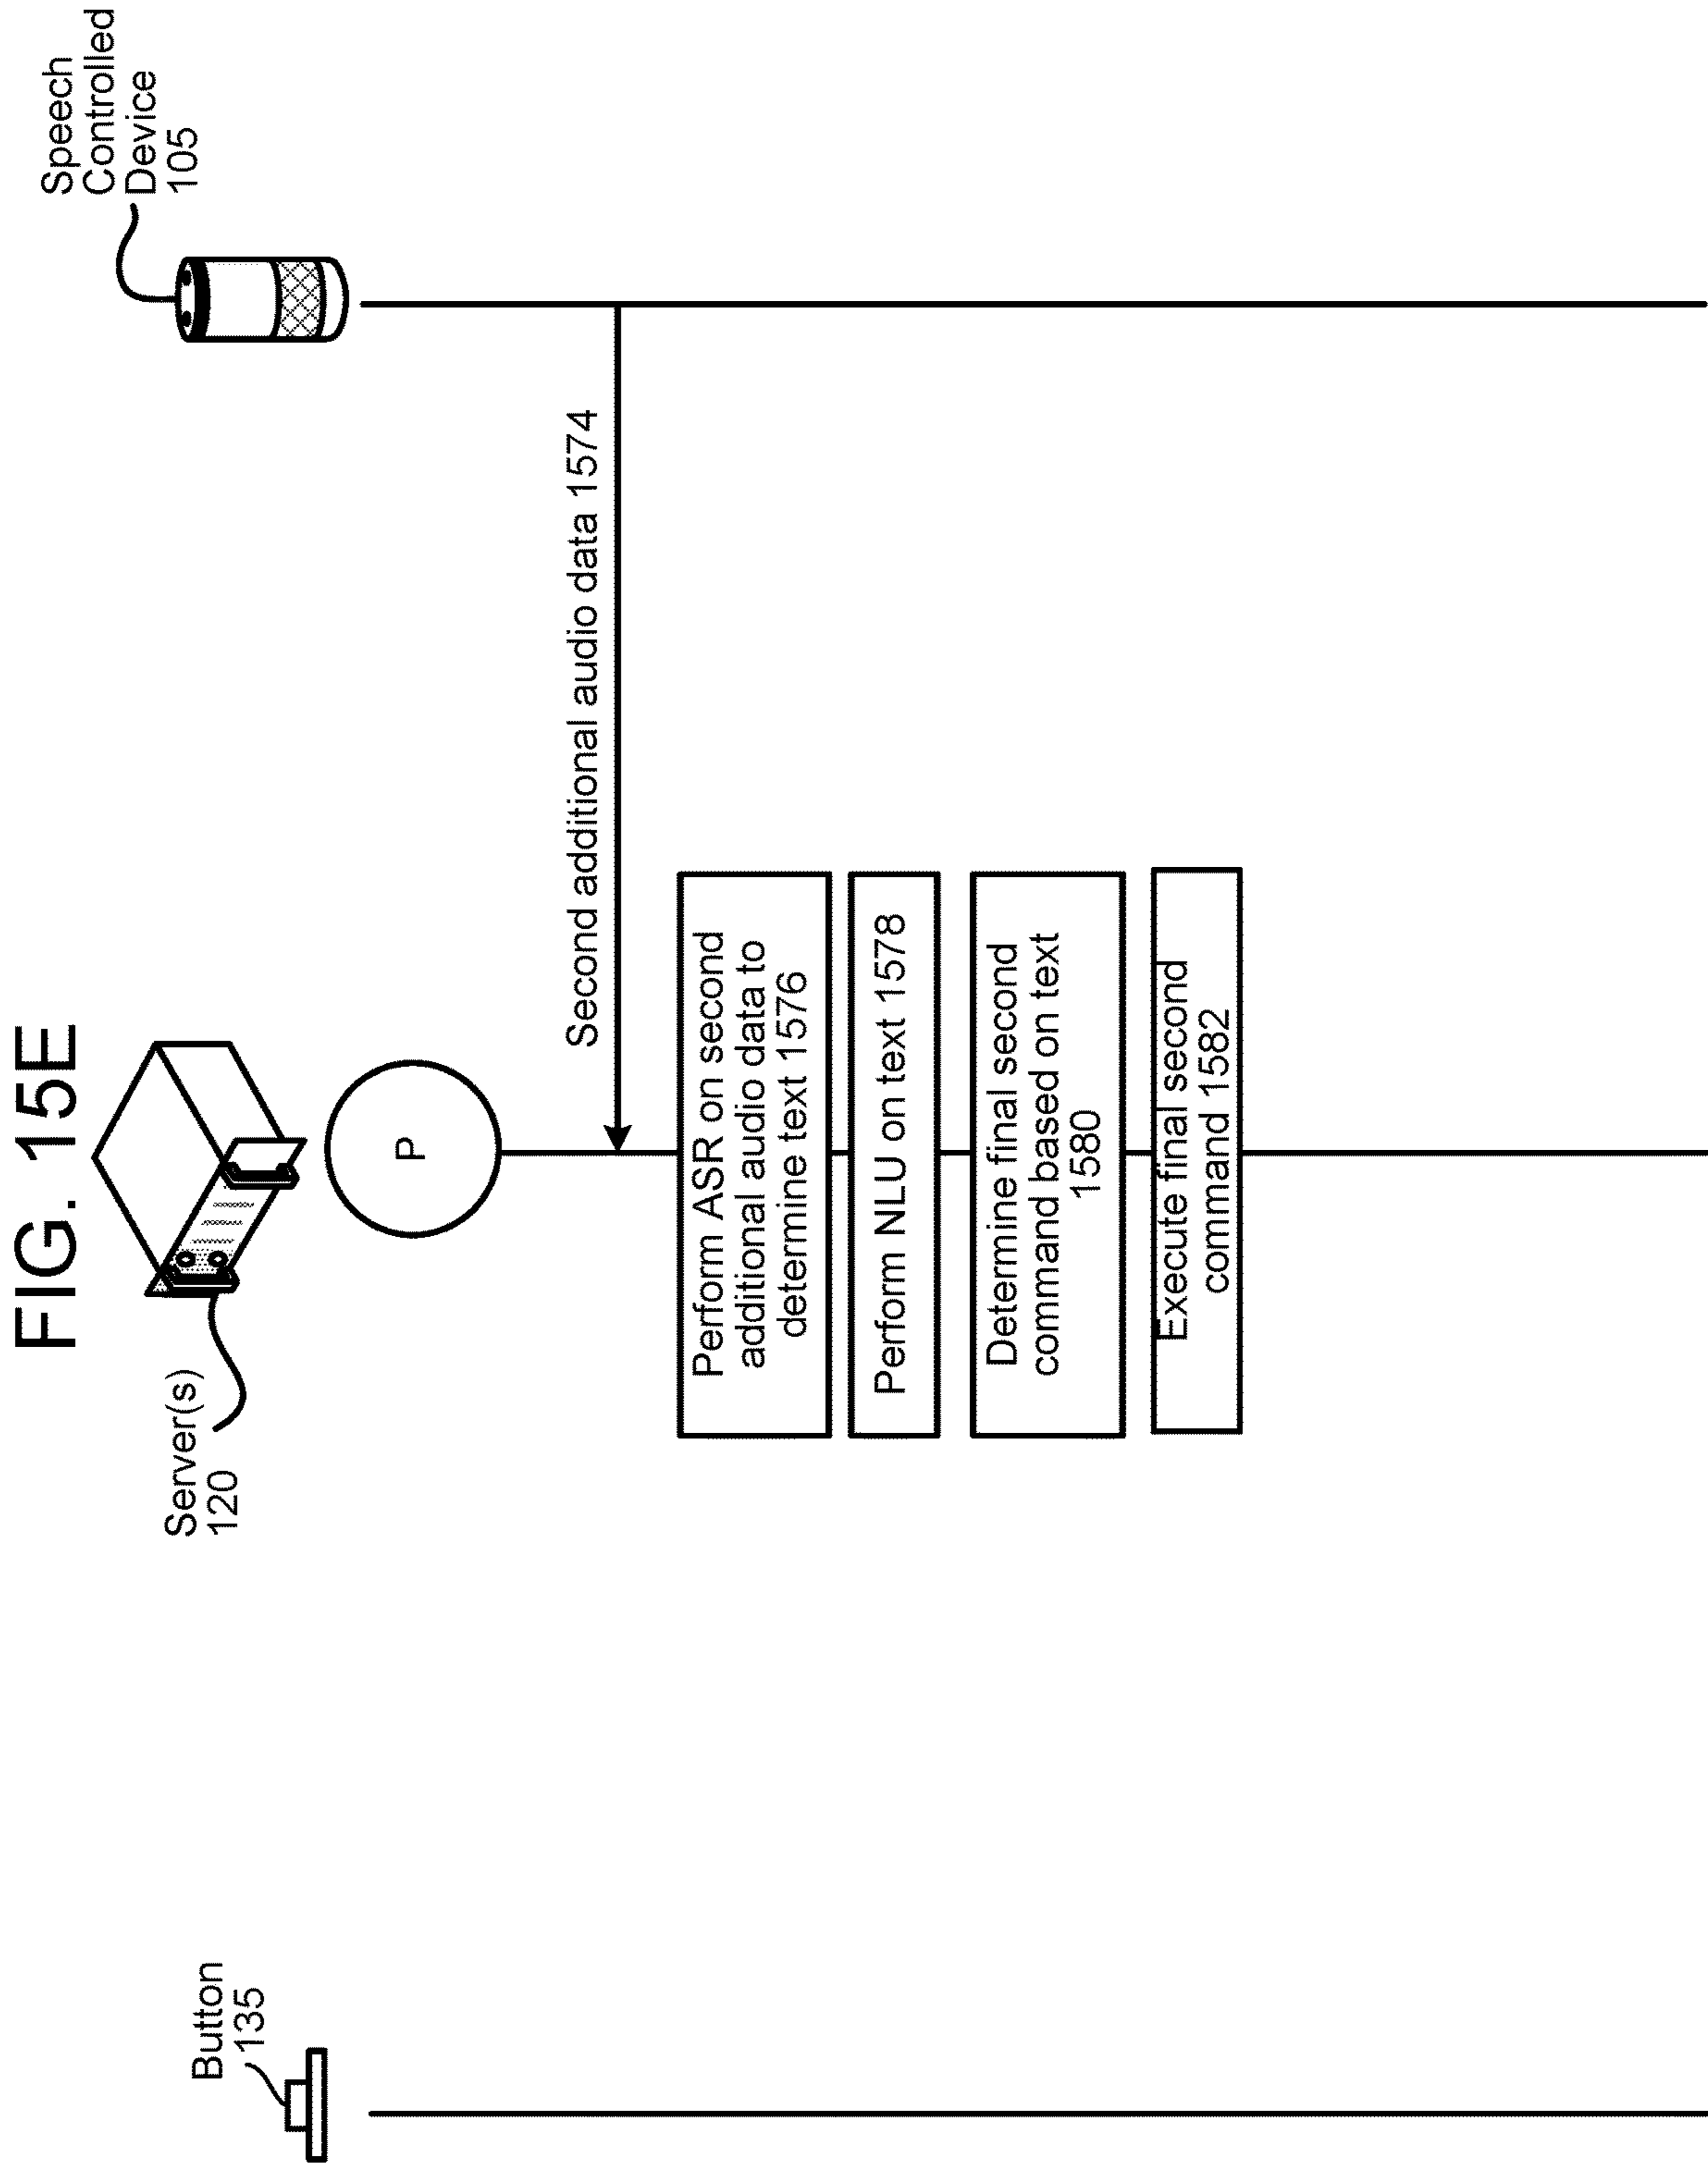 FIG. 15E
Button
135
Server(s)
120
Speech
Controlled
Device
105
P
Second additional audio data 1574
Perform ASR on second
additional audio data to
determine text 1576
Perform NLU on text 1578
Determine final second
command based on text
1580
Execute final second
command 1582